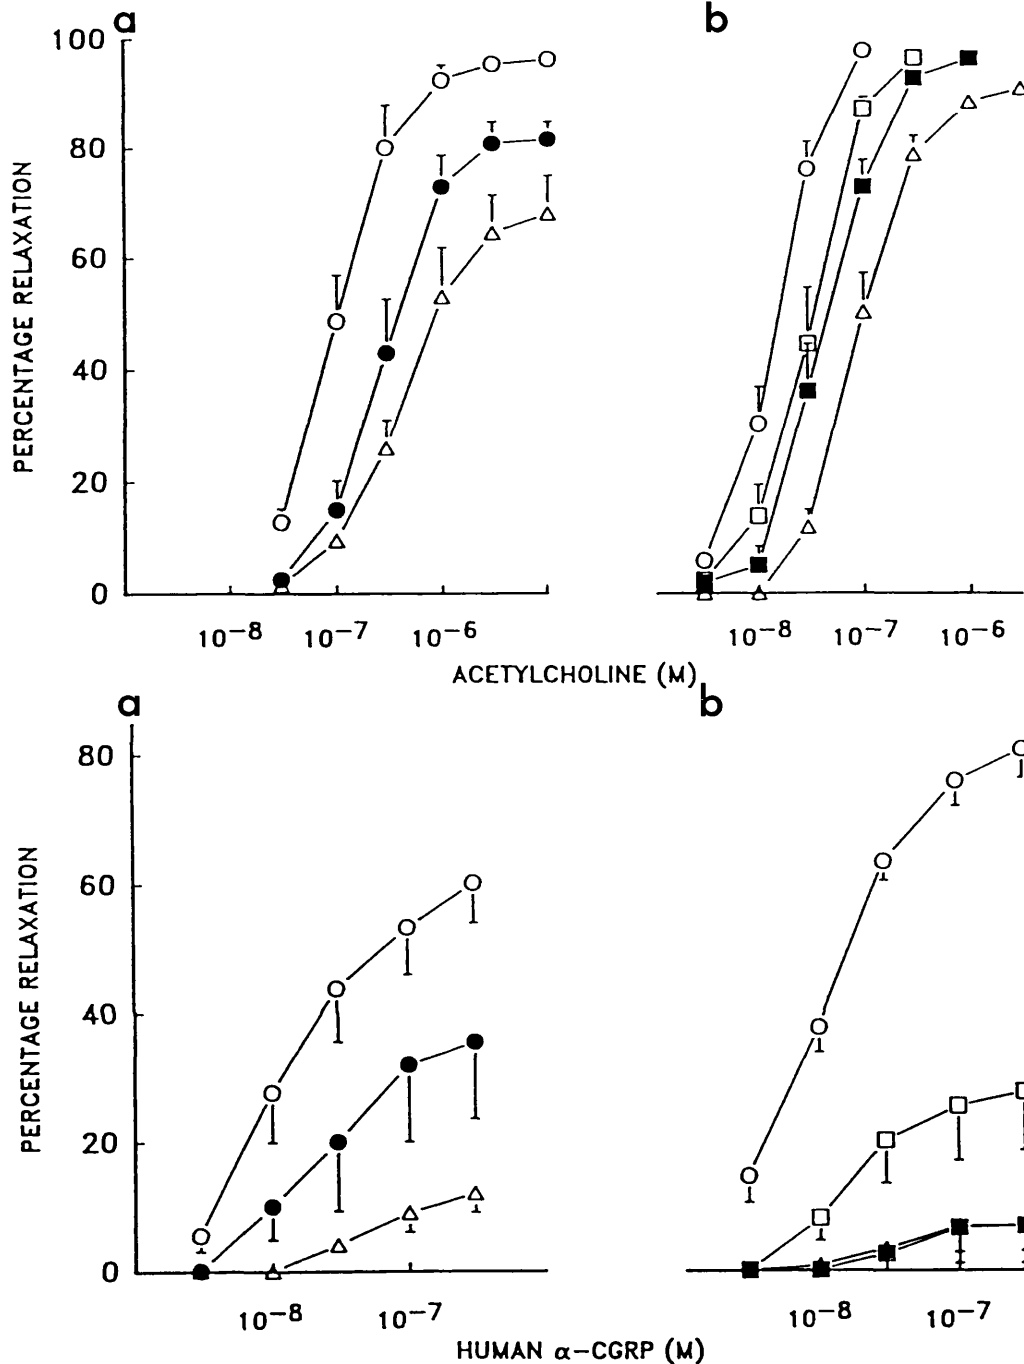 a
b
100
80
60
40
20
0
PERCENTAGE RELAXATION
10-8 10-7 10-6
10-8 10-7 10-6
ACETYLCHOLINE (M)
a
b
80
60
40
20
0
PERCENTAGE RELAXATION
10-8 10-7
10-8 10-7
HUMAN α-CGRP (M)